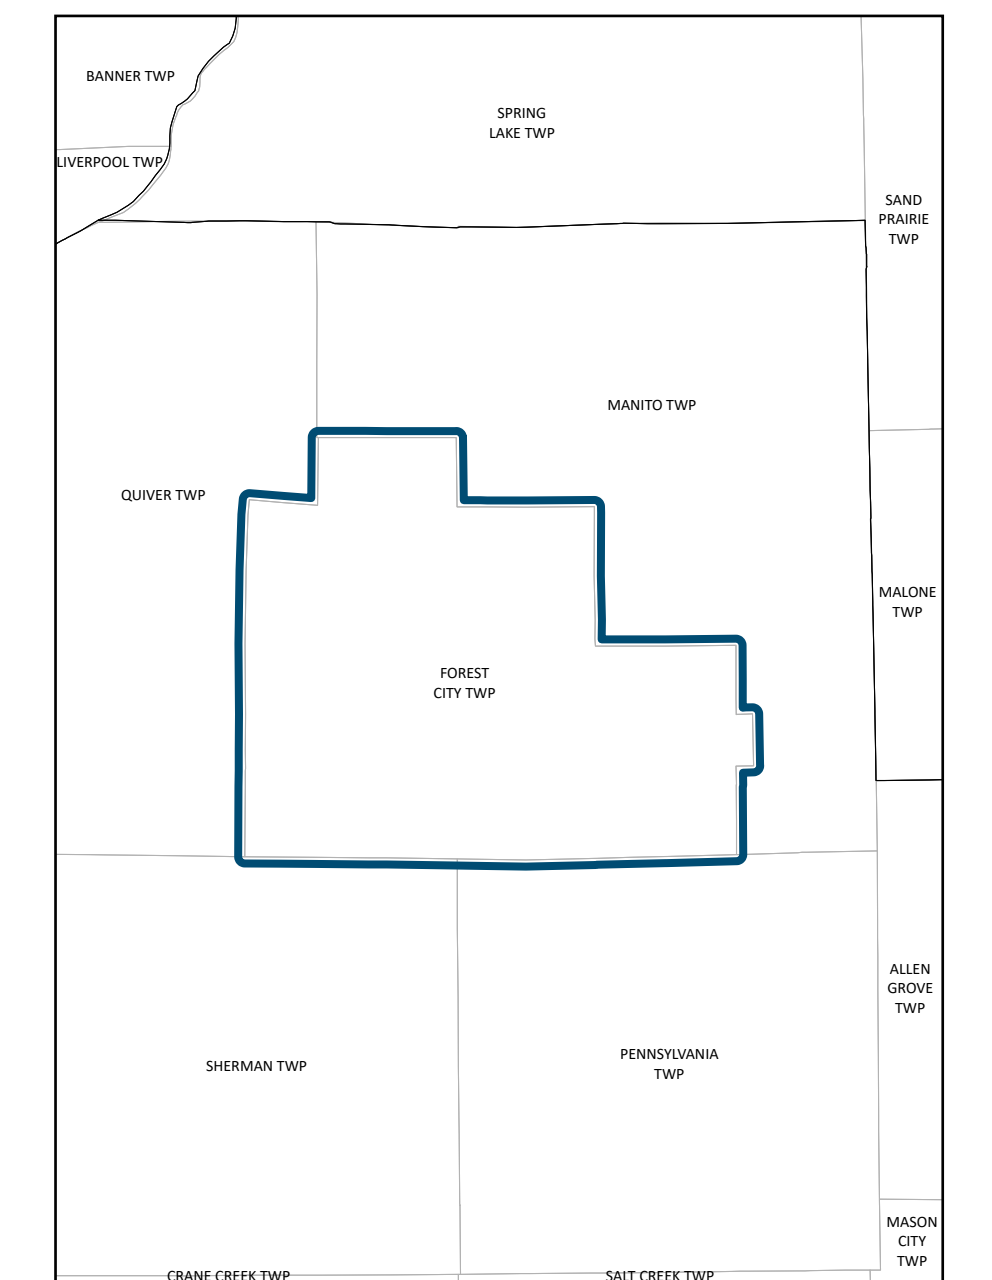 BANNER TWP
SPRING
LAKE TWP
LIVERPOOL TWP
SAND
PRAIRIE
TWP
MANITO TWP
QUIVER TWP
MALONE
TWP
FOREST
CITY TWP
ALLEN
GROVE
TWP
PENNSYLVANIA
TWP
SHERMAN TWP
MASON
CITY
TWP
CRANE CREEK TWP
SALT CREEK TWP